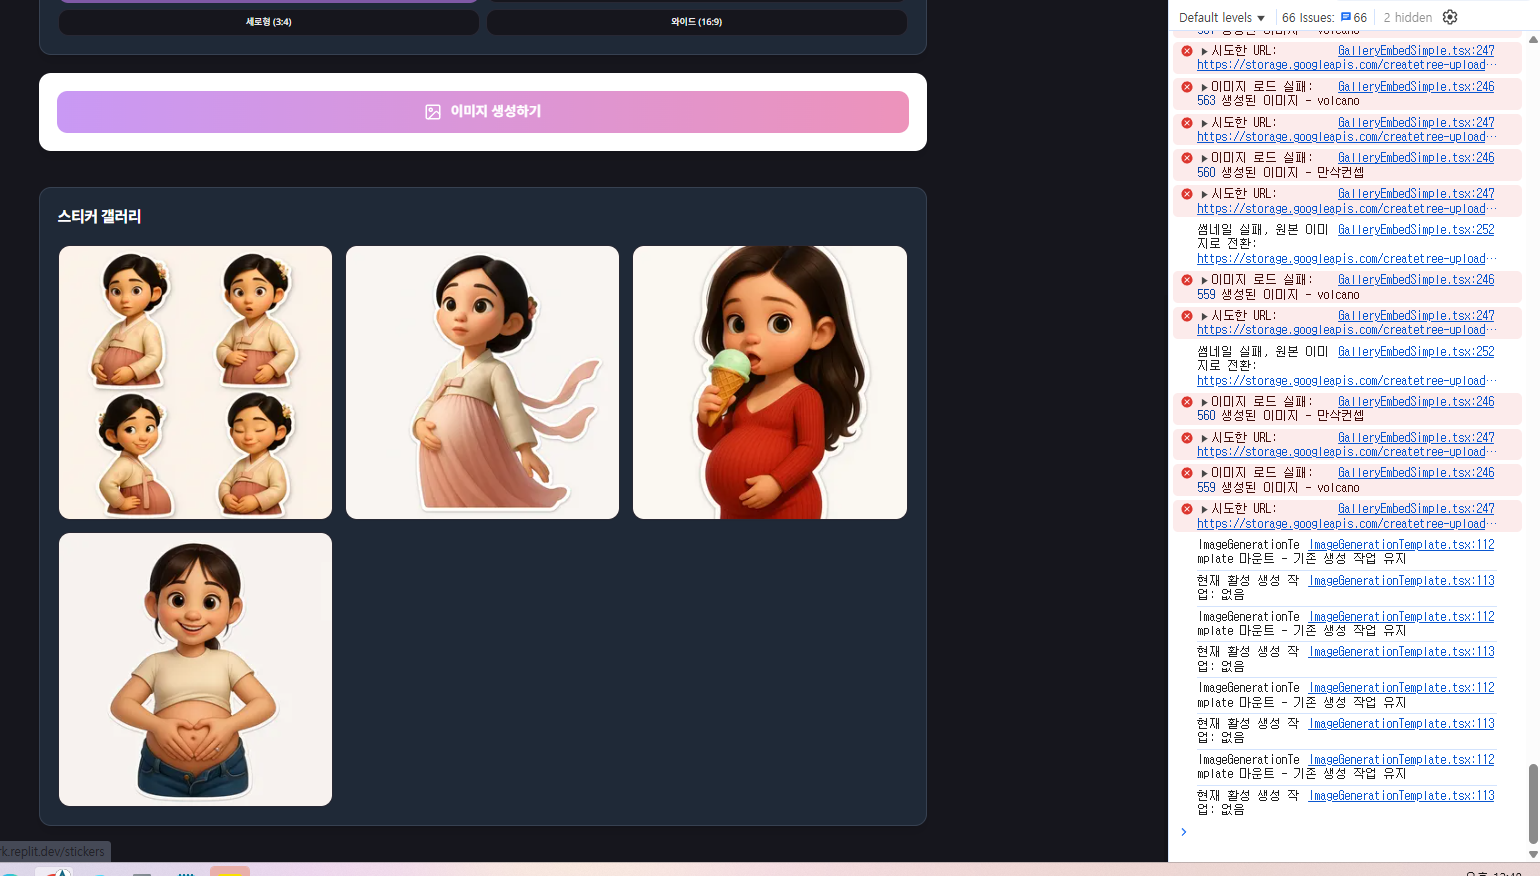 세로형 (3:4)
와이드 (16:9)
이미지 생성하기
스티커 갤러리
rk.replit.dev/stickers
Default levels ▼
66 Issues:
66
2 hidden
시도한 URL: GalleryEmbedSimple.tsx:247
https://storage.googleapis.com/createtree-upload…
이미지 로드 실패: GalleryEmbedSimple.tsx:246
563 생성된 이미지 - volcano
시도한 URL: GalleryEmbedSimple.tsx:247
https://storage.googleapis.com/createtree-upload…
이미지 로드 실패: GalleryEmbedSimple.tsx:246
560 생성된 이미지 - 만삭컨셉
시도한 URL: GalleryEmbedSimple.tsx:247
https://storage.googleapis.com/createtree-upload…
썸네일 실패, 원본 이미 GalleryEmbedSimple.tsx:252
지로 전환:
https://storage.googleapis.com/createtree-upload…
이미지 로드 실패: GalleryEmbedSimple.tsx:246
559 생성된 이미지 - volcano
시도한 URL: GalleryEmbedSimple.tsx:247
https://storage.googleapis.com/createtree-upload…
썸네일 실패, 원본 이미 GalleryEmbedSimple.tsx:252
지로 전환:
https://storage.googleapis.com/createtree-upload…
이미지 로드 실패: GalleryEmbedSimple.tsx:246
560 생성된 이미지 - 만삭컨셉
시도한 URL: GalleryEmbedSimple.tsx:247
https://storage.googleapis.com/createtree-upload…
이미지 로드 실패: GalleryEmbedSimple.tsx:246
559 생성된 이미지 - volcano
시도한 URL: GalleryEmbedSimple.tsx:247
https://storage.googleapis.com/createtree-upload…
ImageGenerationTe ImageGenerationTemplate.tsx:112
mplate 마운트 - 기존 생성 작업 유지
현재 활성 생성 작 ImageGenerationTemplate.tsx:113
업: 없음
ImageGenerationTe ImageGenerationTemplate.tsx:112
mplate 마운트 - 기존 생성 작업 유지
현재 활성 생성 작 ImageGenerationTemplate.tsx:113
업: 없음
ImageGenerationTe ImageGenerationTemplate.tsx:112
mplate 마운트 - 기존 생성 작업 유지
현재 활성 생성 작 ImageGenerationTemplate.tsx:113
업: 없음
ImageGenerationTe ImageGenerationTemplate.tsx:112
mplate 마운트 - 기존 생성 작업 유지
현재 활성 생성 작 ImageGenerationTemplate.tsx:113
업: 없음